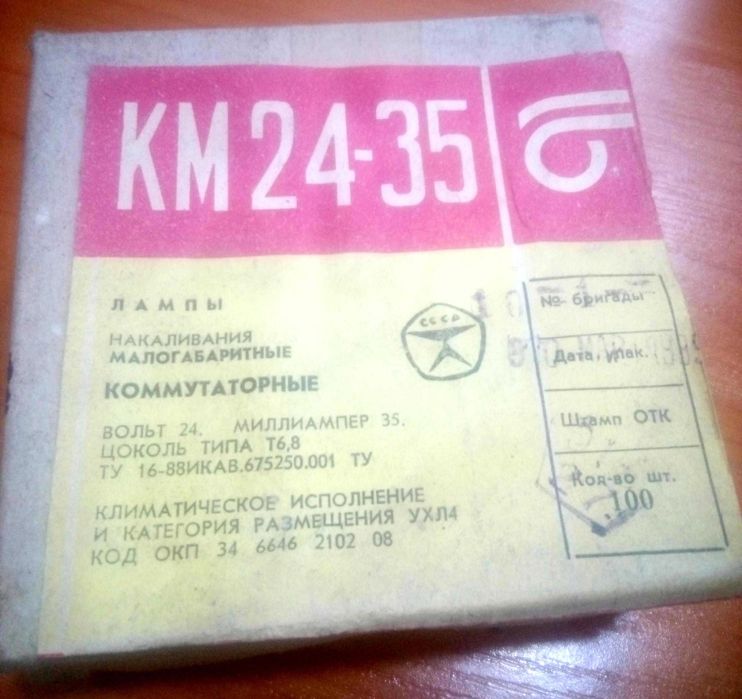 КМ 24-35
ЛАМПЫ
НАКАЛИВАНИЯ
МАЛОГАБАРИТНЫЕ
КОММУТАТОРНЫЕ
ВОЛЬТ 24. МИЛЛИАМПЕР 35.
ЦОКОЛЬ ТИПА Т6,8
ТУ 16-88ИКАВ.675250.001 ТУ
КЛИМАТИЧЕСКОЕ ИСПОЛНЕНИЕ
И КАТЕГОРИЯ РАЗМЕЩЕНИЯ УХЛ4
КОД ОКП 34 6646 2102 08
СССР
№ бригады
Дата упак.
Штамп ОТК
Кол-во шт.
100